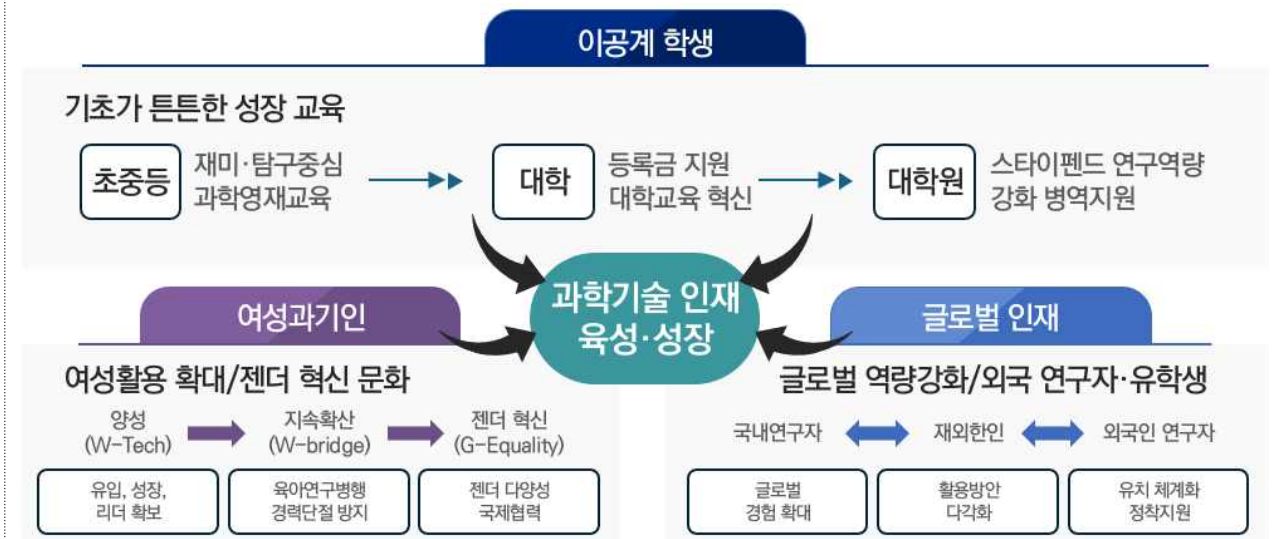 이공계 학생
기초가 튼튼한 성장 교육
초중등
재미·탐구중심
과학영재교육
대학
등록금 지원
대학교육 혁신
대학원
스타이펜드 연구역량
강화 병역지원
과학기술 인재
육성·성장
여성과기인
여성활용 확대/젠더 혁신 문화
양성
(W-Tech)
지속확산
(W-bridge)
젠더 혁신
(G-Equality)
유입, 성장,
리더 확보
육아연구병행
경력단절 방지
젠더 다양성
국제협력
글로벌 인재
글로벌 역량강화/외국 연구자·유학생
국내연구자
재외한인
외국인 연구자
글로벌
경험 확대
활용방안
다각화
유치 체계화
정착지원